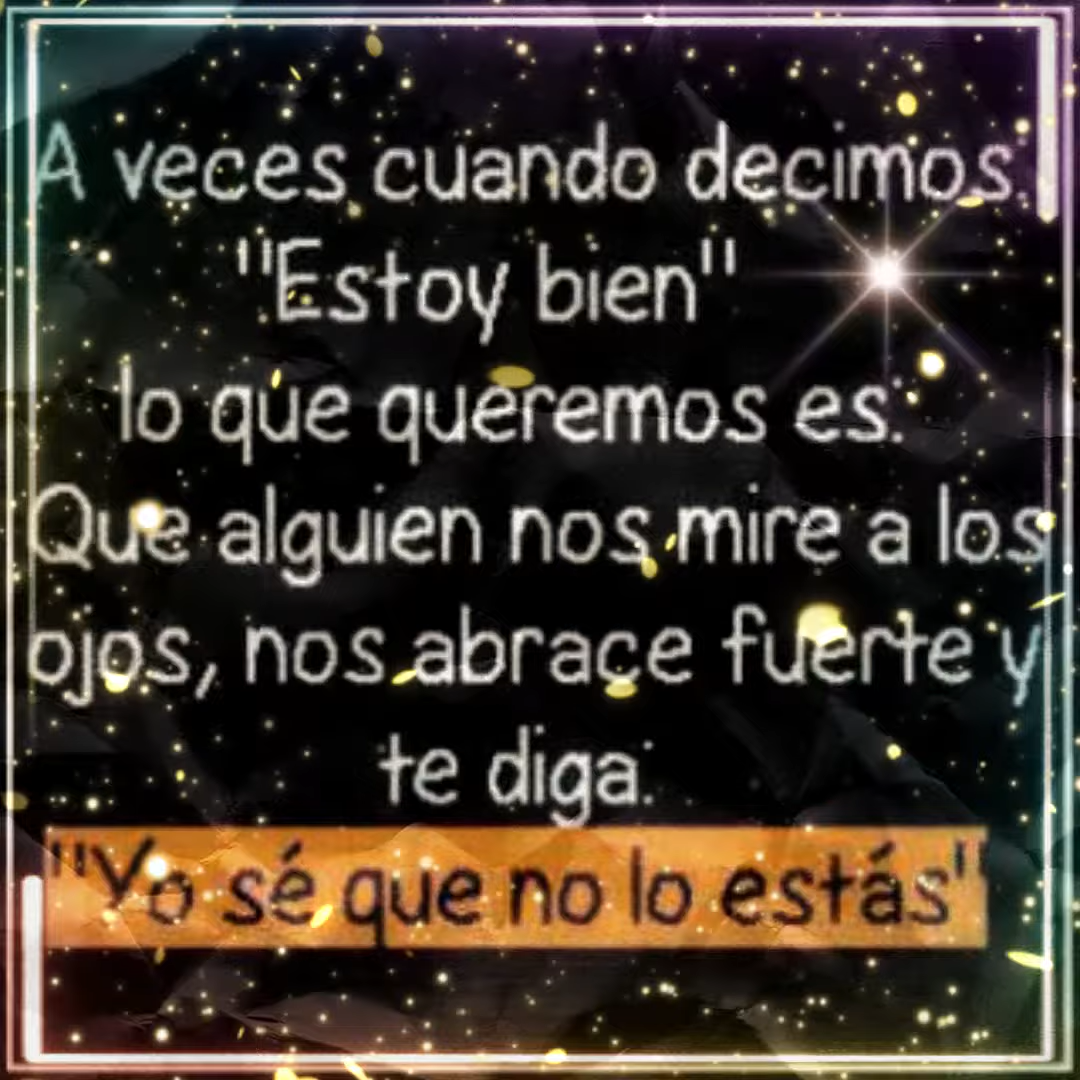 A veces cuando decimos:
"Estoy bien"
lo que queremos es:
Que alguien nos mire a los
ojos, nos abrace fuerte y
te diga:
"Yo sé que no lo estás"